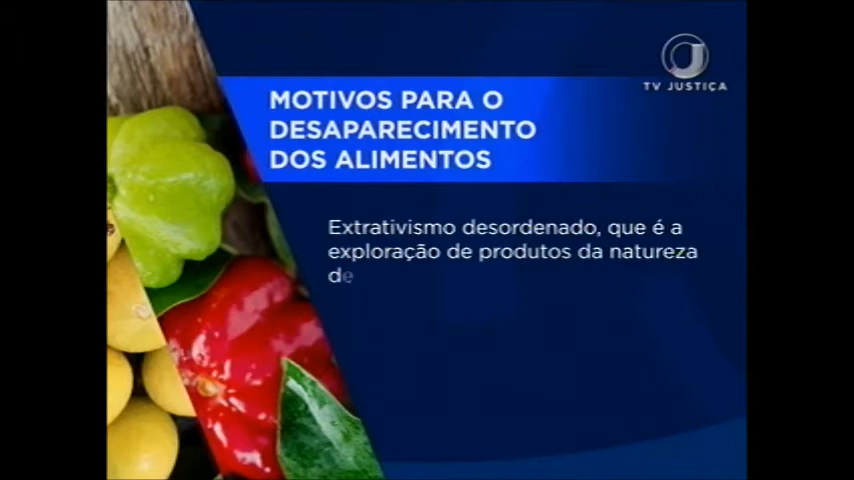 TV JUSTIÇA
MOTIVOS PARA O
DESAPARECIMENTO
DOS ALIMENTOS
Extrativismo desordenado, que é a
exploração de produtos da natureza
de